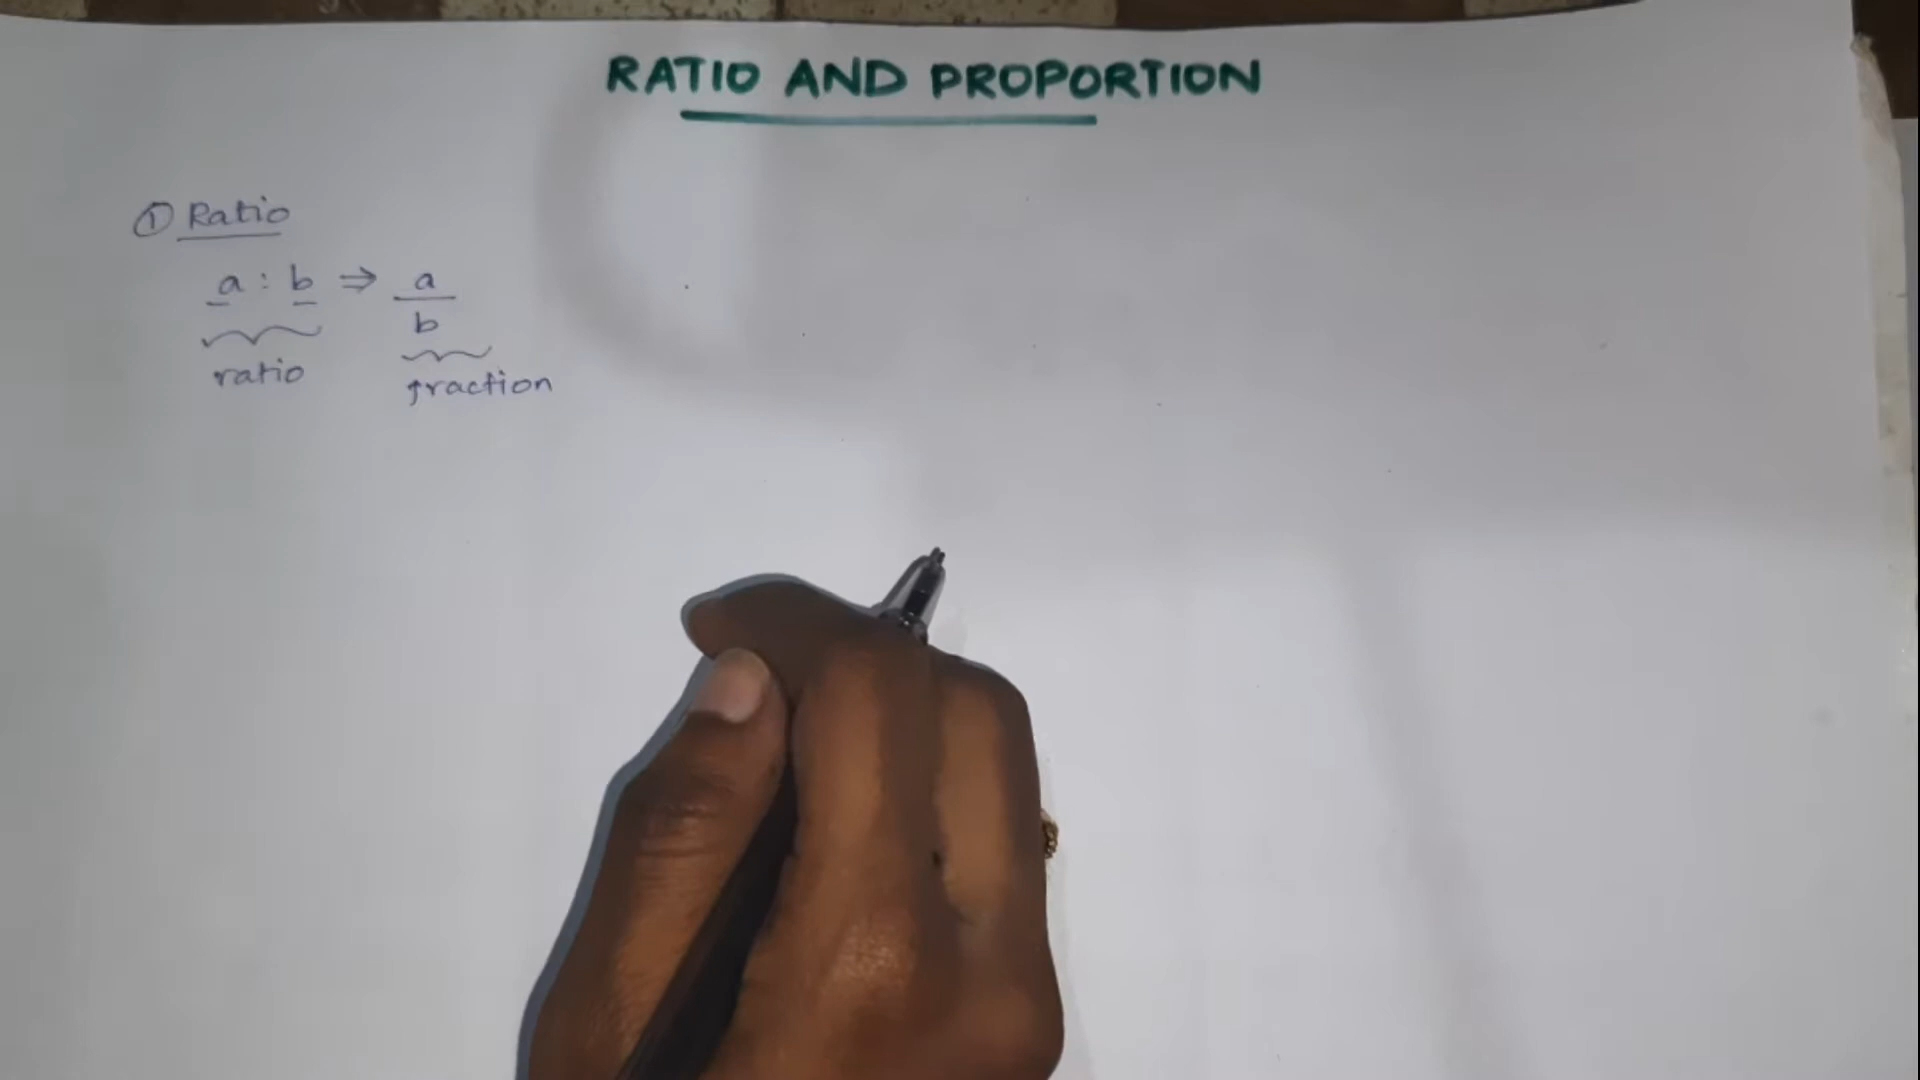 RATIO AND PROPORTION
① Ratio
a : b ⇒ a/b
ratio fraction